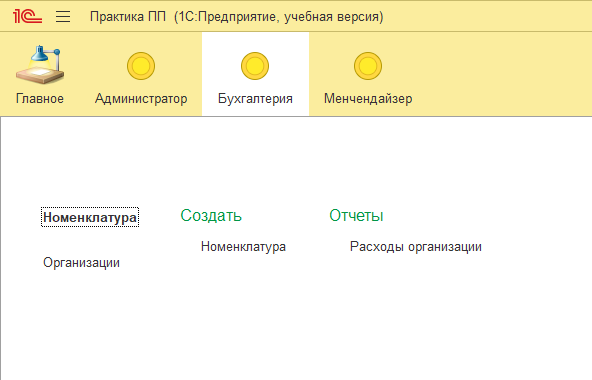 1С Практика ПП (1С:Предприятие, учебная версия)
Главное Администратор Бухгалтерия Менчендайзер
Номенклатура Создать Отчеты
Номенклатура Расходы организации
Организации